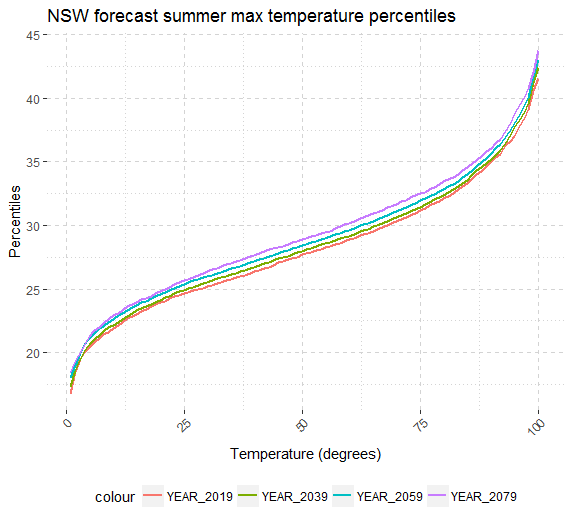 NSW forecast summer max temperature percentiles
45
40
35
30
25
20
Percentiles
0
25
50
75
100
Temperature (degrees)
colour YEAR_2019 YEAR_2039 YEAR_2059 YEAR_2079